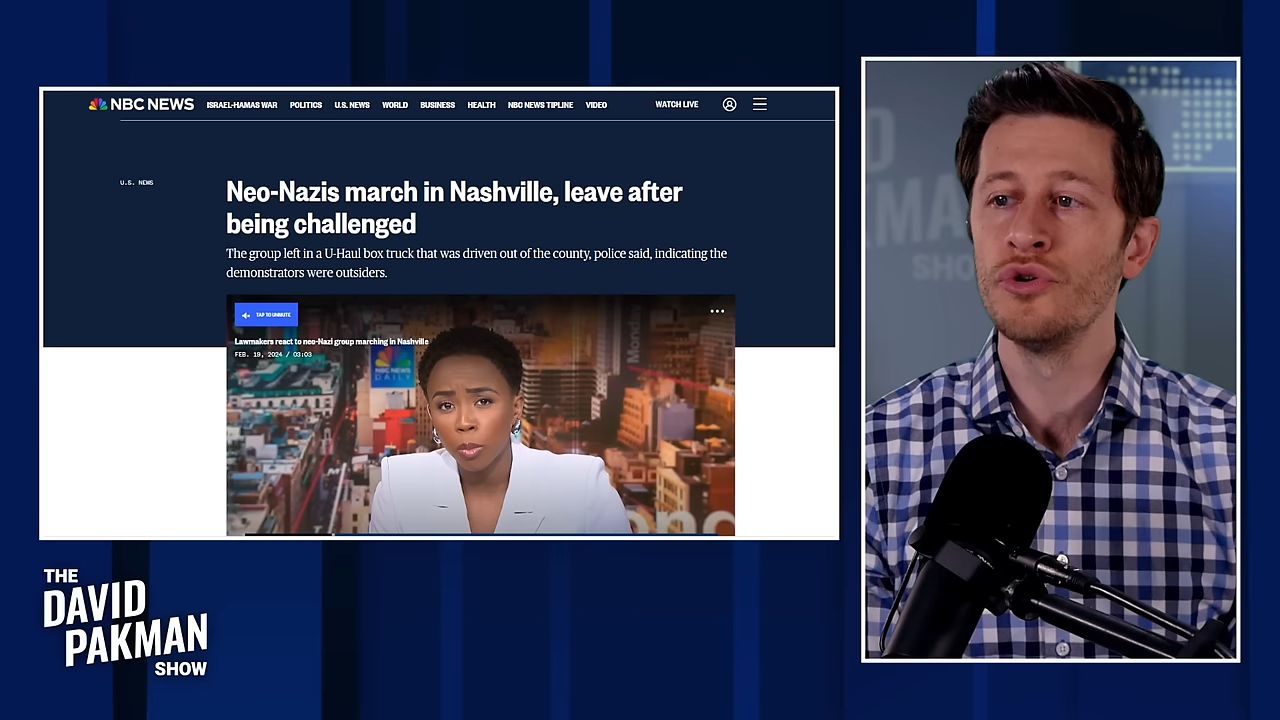 NBC NEWS
ISRAEL-HAMAS WAR POLITICS U.S. NEWS WORLD BUSINESS HEALTH NBC NEWS TIPLINE VIDEO WATCH LIVE
U.S. NEWS
Neo-Nazis march in Nashville, leave after
being challenged
The group left in a U-Haul box truck that was driven out of the county, police said, indicating the
demonstrators were outsiders.
TAP TO UNMUTE
Lawmakers react to neo-Nazi group marching in Nashville
FEB. 19, 2024 / 03:03
NBC NEWS
DAILY
Monda
THE
DAVID
PAKMAN
SHOW